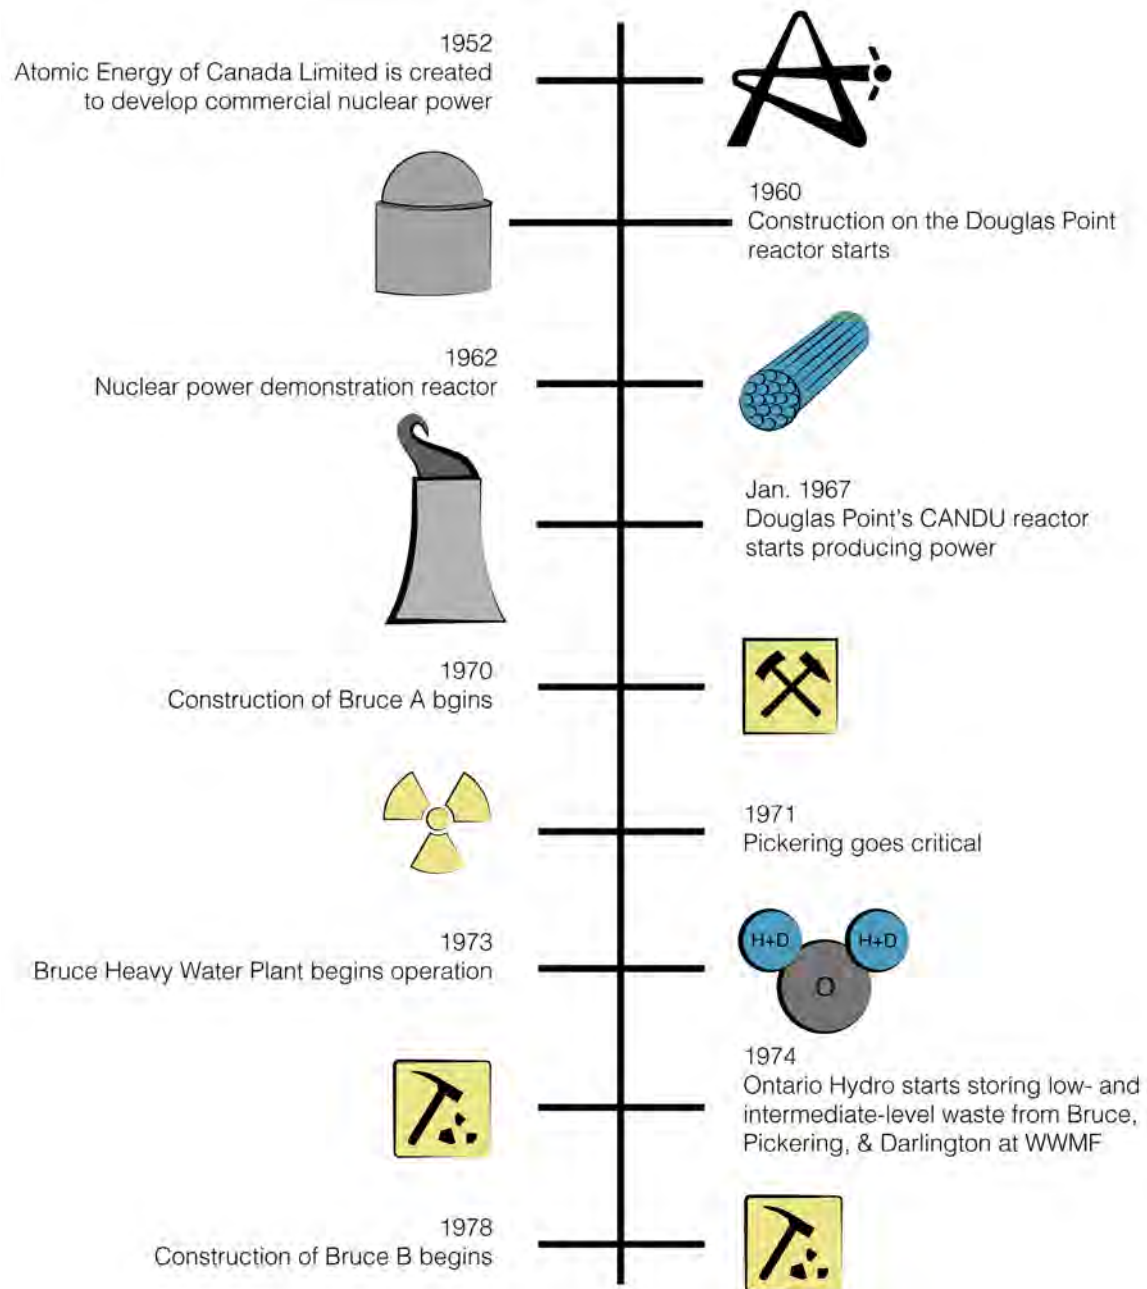 1952
Atomic Energy of Canada Limited is created
to develop commercial nuclear power
1960
Construction on the Douglas Point
reactor starts
1962
Nuclear power demonstration reactor
Jan. 1967
Douglas Point's CANDU reactor
starts producing power
1970
Construction of Bruce A bgins
1971
Pickering goes critical
1973
Bruce Heavy Water Plant begins operation
H+D
H+D
O
1974
Ontario Hydro starts storing low- and
intermediate-level waste from Bruce,
Pickering, & Darlington at WWMF
1978
Construction of Bruce B begins